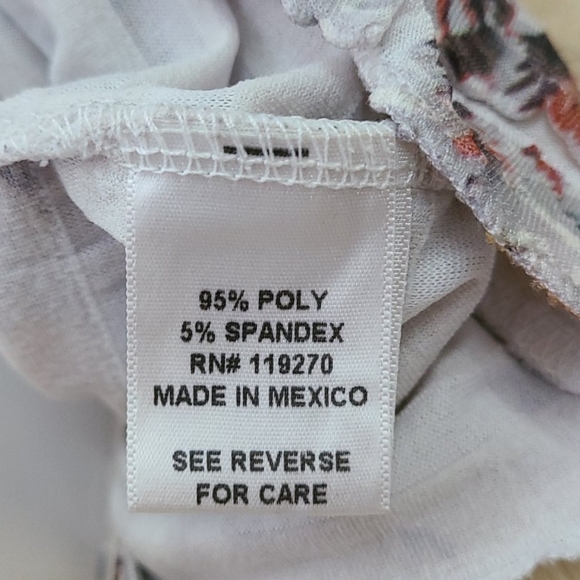 95% POLY
5% SPANDEX
RN# 119270
MADE IN MEXICO
SEE REVERSE
FOR CARE